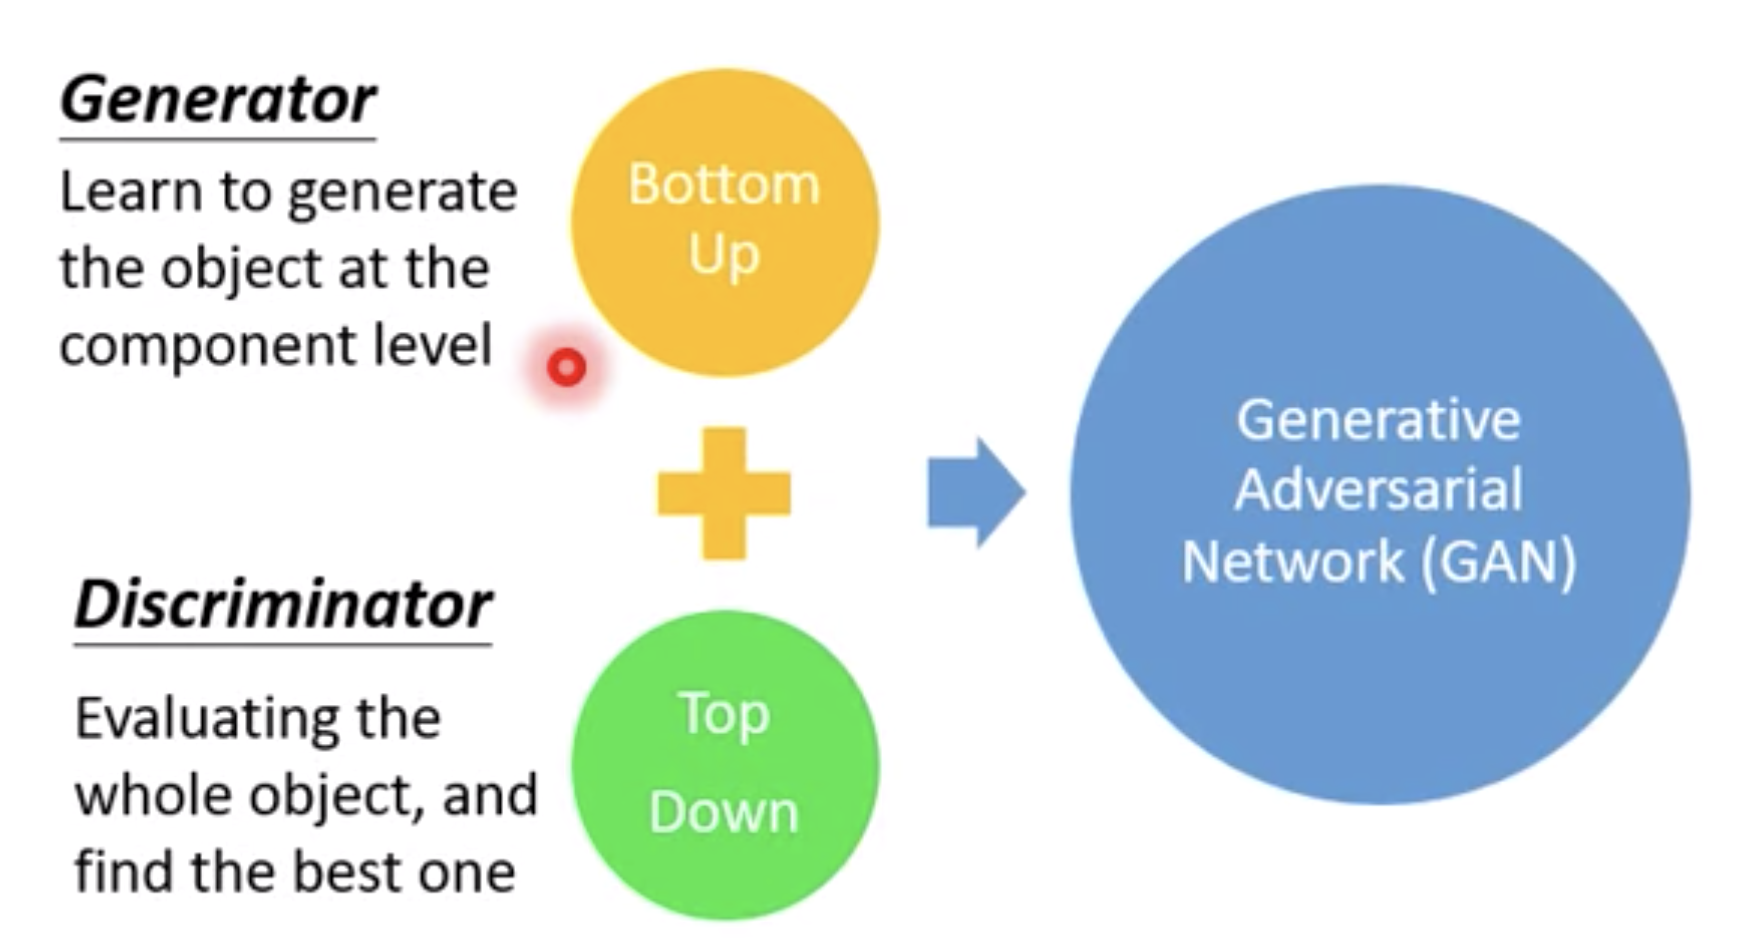 Generator
Learn to generate
the object at the
component level
Bottom
Up
Discriminator
Evaluating the
whole object, and
find the best one
Top
Down
Generative
Adversarial
Network (GAN)